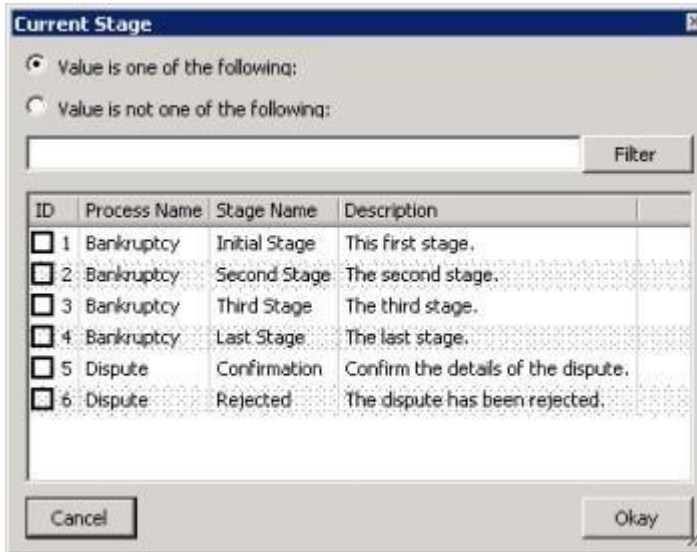 Current Stage
Value is one of the following:
Value is not one of the following:
Filter
ID Process Name Stage Name Description
1 Bankruptcy Initial Stage This first stage.
2 Bankruptcy Second Stage The second stage.
3 Bankruptcy Third Stage The third stage.
4 Bankruptcy Last Stage The last stage.
5 Dispute Confirmation Confirm the details of the dispute.
6 Dispute Rejected The dispute has been rejected.
Cancel Okay